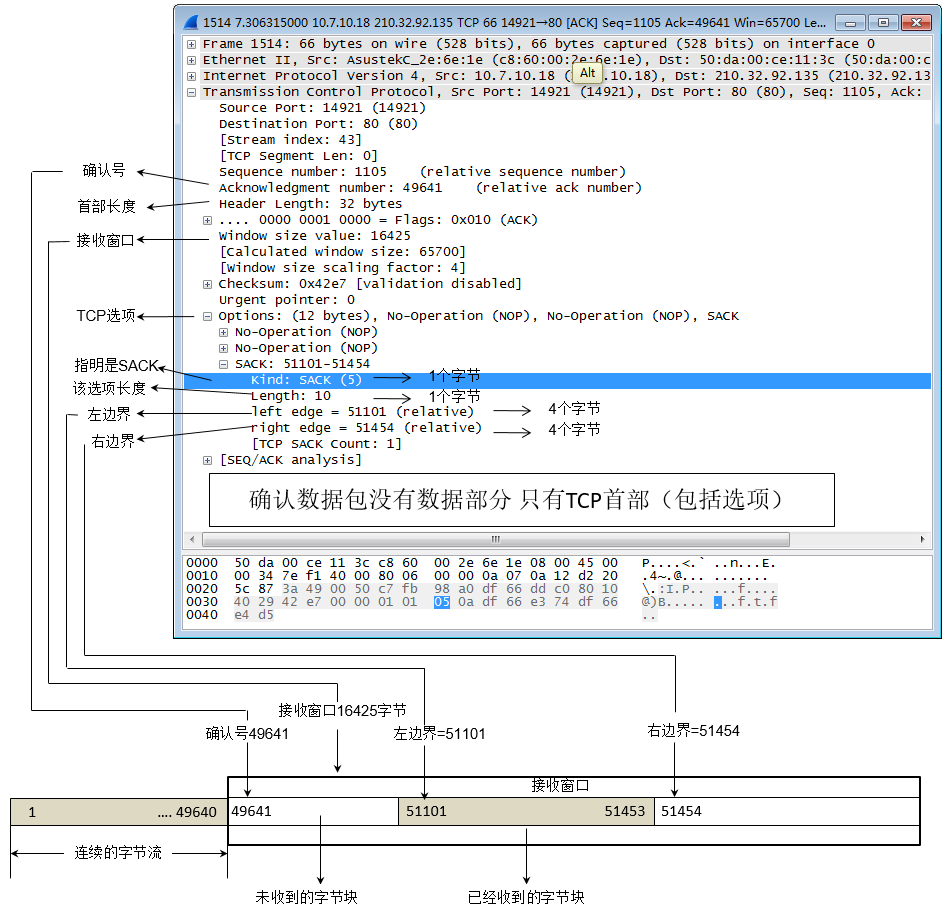 1514 7.306315000 10.7.10.18 210.32.92.135 TCP 66 14921→80 [ACK] Seq=1105 Ack=49641 Win=65700 Le...
Frame 1514: 66 bytes on wire (528 bits), 66 bytes captured (528 bits) on interface 0
Ethernet II, Src: AsustekC_2e:6e:1e (c8:60:00:2e:6e:1e), Dst: 50:da:00:ce:11:3c (50:da:00:c
Internet Protocol Version 4, Src: 10.7.10.18 (10.10.18), Dst: 210.32.92.135 (210.32.92.13
Alt
Transmission Control Protocol, Src Port: 14921 (14921), Dst Port: 80 (80), Seq: 1105, Ack:
Source Port: 14921 (14921)
Destination Port: 80 (80)
[Stream index: 43]
[TCP Segment Len: 0]
Sequence number: 1105 (relative sequence number)
确认号
Acknowledgment number: 49641 (relative ack number)
首部长度
Header Length: 32 bytes
.... 0000 0001 0000 = Flags: 0x010 (ACK)
接收窗口
Window size value: 16425
[Calculated window size: 65700]
[Window size scaling factor: 4]
Checksum: 0x42e7 [validation disabled]
Urgent pointer: 0
TCP选项
Options: (12 bytes), No-Operation (NOP), No-Operation (NOP), SACK
No-Operation (NOP)
No-Operation (NOP)
SACK: 51101-51454
指明是SACK
Kind: SACK (5) 1个字节
该选项长度
Length: 10 1个字节
左边界
left edge = 51101 (relative) 4个字节
右边界
right edge = 51454 (relative) 4个字节
[TCP SACK Count: 1]
[SEQ/ACK analysis]
确认数据包没有数据部分 只有TCP首部（包括选项）
0000 50 da 00 ce 11 3c c8 60 00 2e 6e 1e 08 00 45 00 P....<.` ..n...E.
0010 00 34 7e f1 40 00 80 06 00 00 0a 07 0a 12 d2 20 .4~.@... .......
0020 5c 87 3a 49 00 50 c7 fb 98 a0 df 66 dd c0 80 10 \.:I.P.. ...f....
0030 40 29 42 e7 00 00 01 01 05 0a df 66 e3 74 df 66 @)B..... ...f.t.f
0040 e4 d5 ..
接收窗口16425字节
确认号49641
左边界=51101
右边界=51454
接收窗口
1 .... 49640 49641 51101 51453 51454
连续的字节流
未收到的字节块
已经收到的字节块